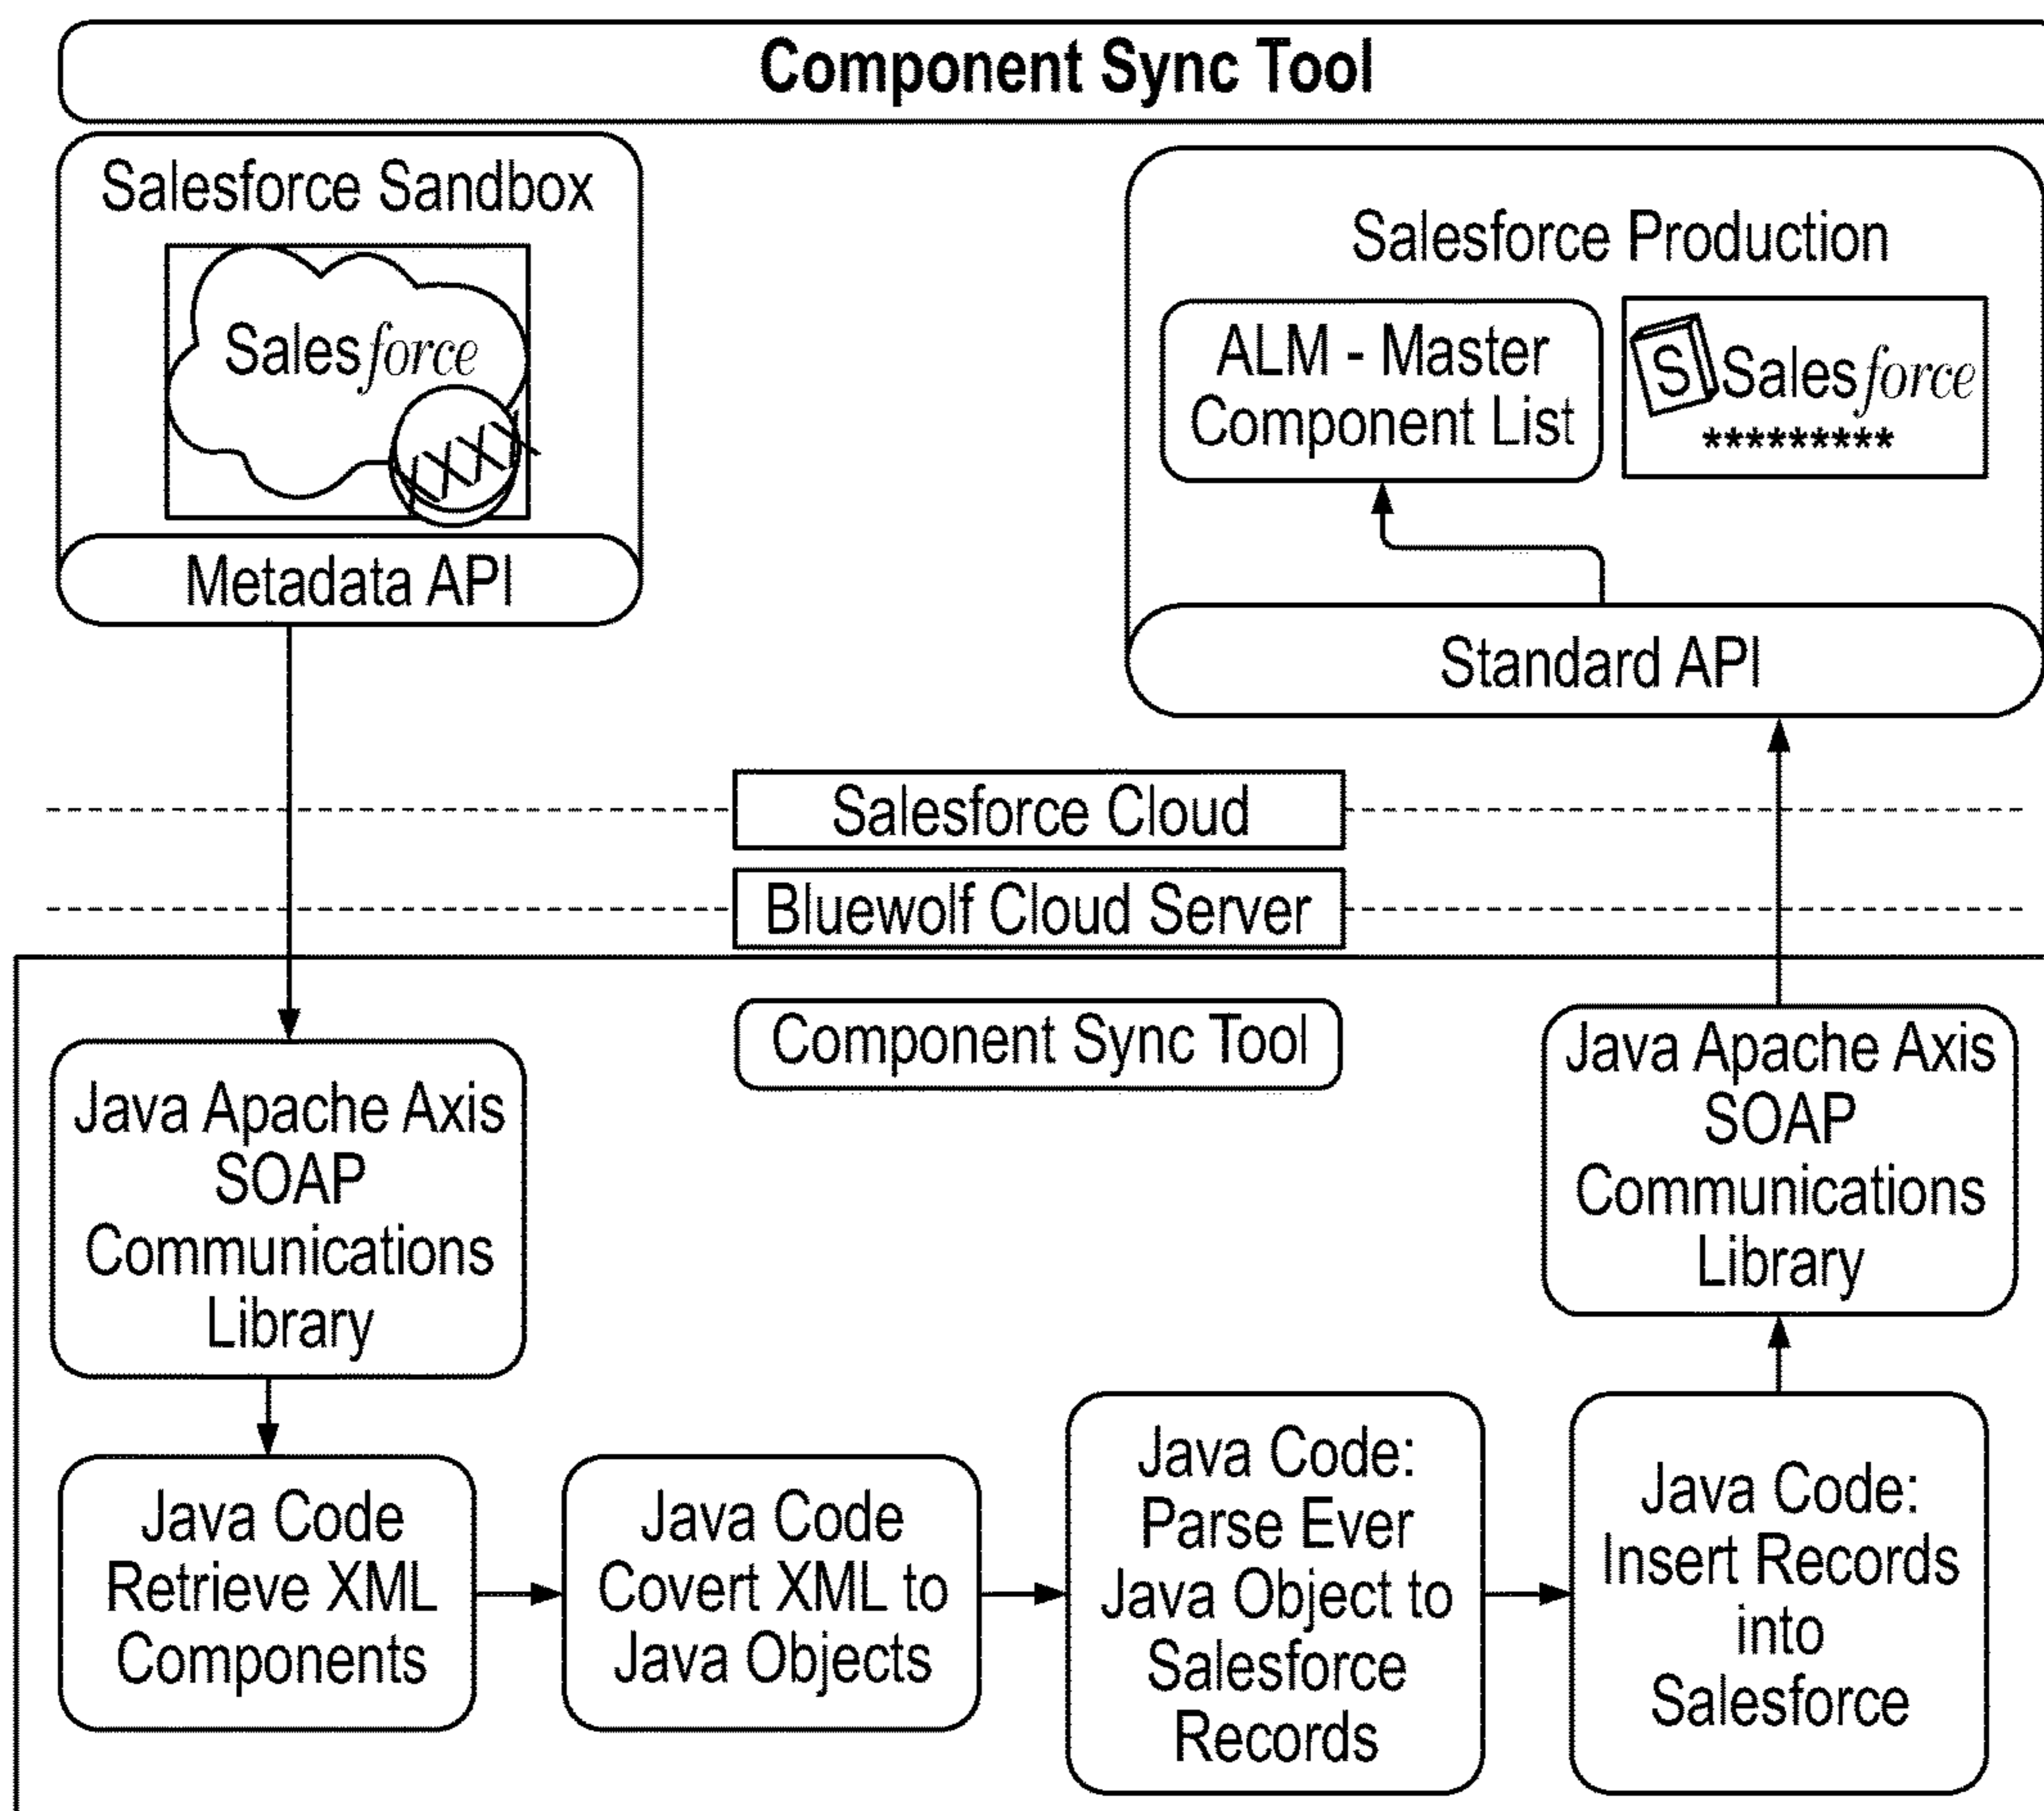 Component Sync Tool
Salesforce Sandbox
Salesforce
XXX
Metadata API
Salesforce Production
ALM - Master
Component List
S Salesforce
*********
Standard API
Salesforce Cloud
Bluewolf Cloud Server
Component Sync Tool
Java Apache Axis
SOAP
Communications
Library
Java Apache Axis
SOAP
Communications
Library
Java Code
Retrieve XML
Components
Java Code
Covert XML to
Java Objects
Java Code:
Parse Ever
Java Object to
Salesforce
Records
Java Code:
Insert Records
into
Salesforce